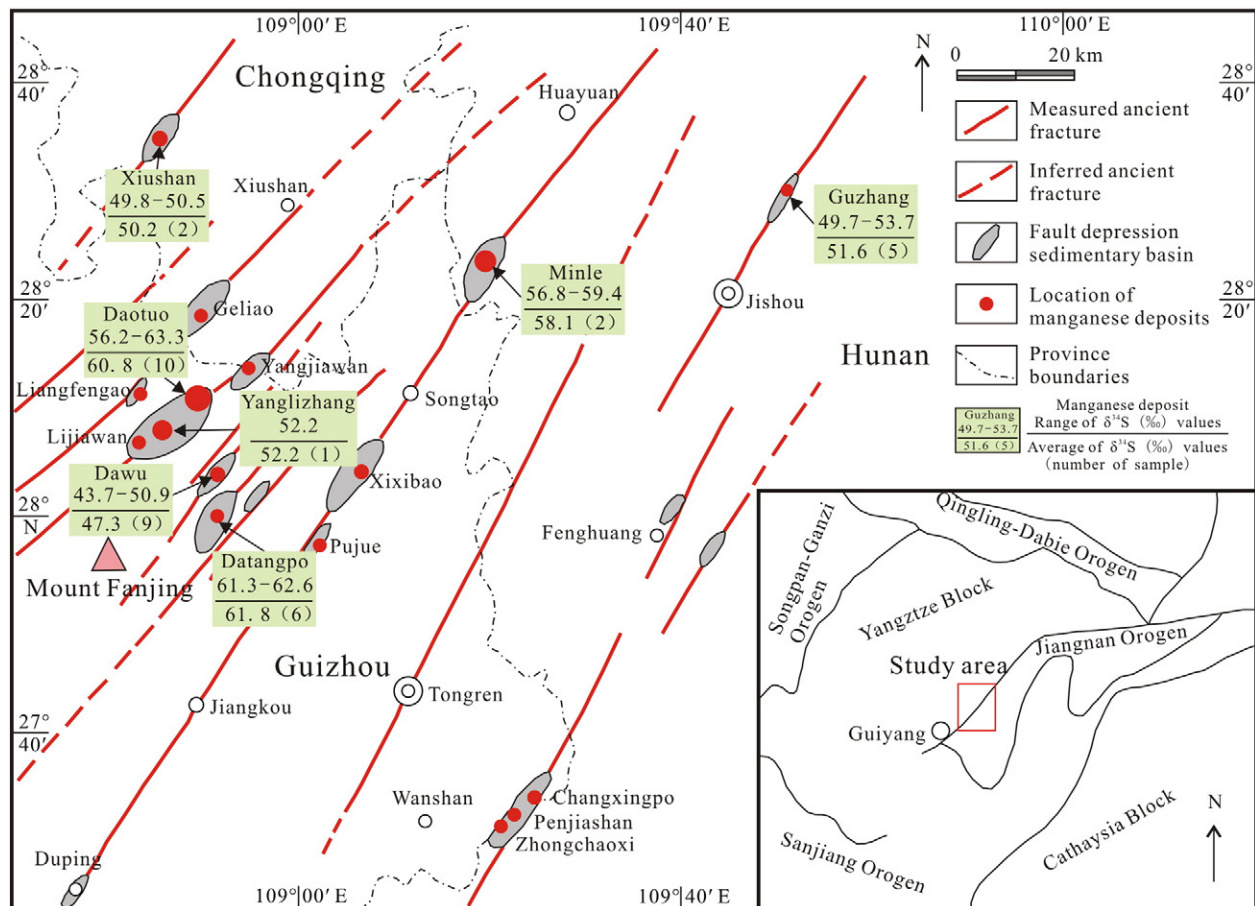 109°00′E
109°40′E
110°00′E
28°
40′
28°
20′
28°
N
27°
40′
28°
40′
28°
20′
109°00′E
109°40′E
Chongqing
Huayuan
Xiushan
49.8-50.5
50.2 (2)
Xiushan
Guzhang
49.7-53.7
51.6 (5)
Minle
56.8-59.4
58.1 (2)
Jishou
Hunan
Daotuo
56.2-63.3
60.8 (10)
Geliao
Liangfengao
Yangjiawan
Yanglizhang
52.2
52.2 (1)
Songtao
Lijiawan
Dawu
43.7-50.9
47.3 (9)
Xixibao
Fenghuang
Pujue
Datangpo
61.3-62.6
61.8 (6)
Mount Fanjing
Guizhou
Jiangkou
Tongren
Wanshan
Changxingpo
Penjiashan
Zhongchaoxi
Duping
N
0 20 km
Measured ancient
fracture
Inferred ancient
fracture
Fault depression
sedimentary basin
Location of
manganese deposits
Province
boundaries
Guzhang
49.7-53.7
51.6 (5)
Manganese deposit
Range of δ³⁴S (‰) values
Average of δ³⁴S (‰) values
(number of sample)
Songpan-Ganzi
Orogen
Qingling-Dabie Orogen
Yangztze Block
Jiangnan Orogen
Study area
Guiyang
Cathaysia Block
Sanjiang Orogen
N